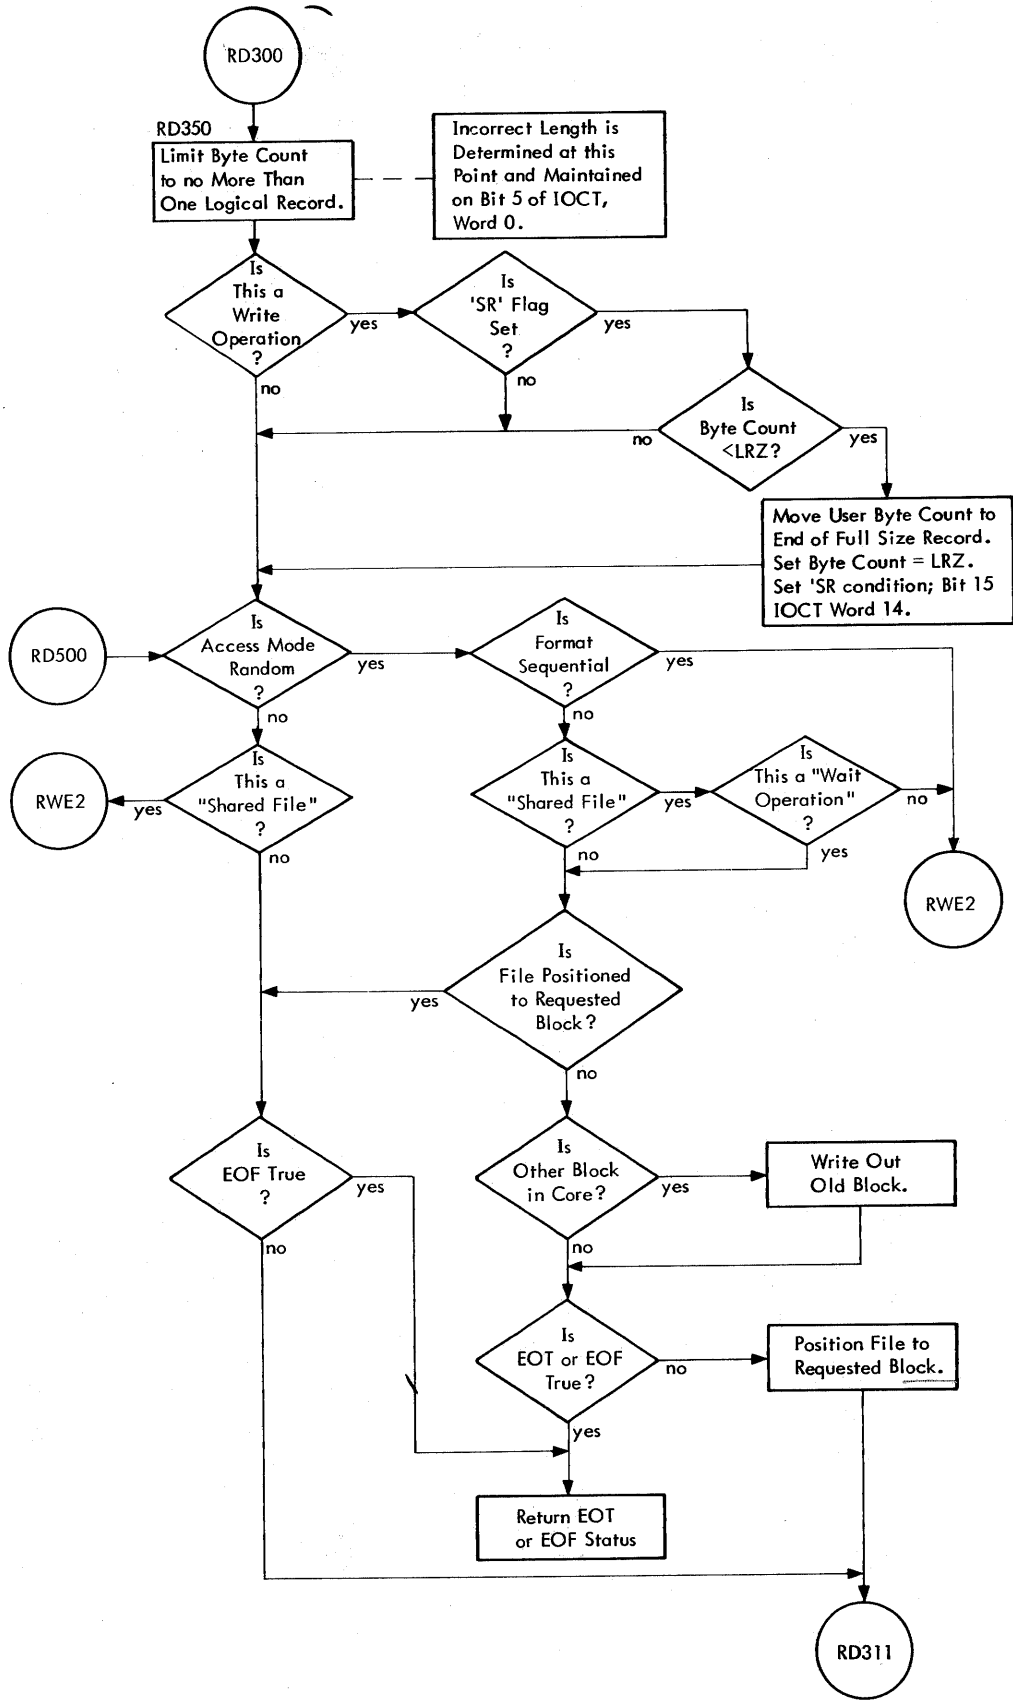 RD300
RD350
Limit Byte Count
to no More Than
One Logical Record.
Incorrect Length is
Determined at this
Point and Maintained
on Bit 5 of IOCT,
Word 0.
Is
This a
Write
Operation
?
yes
no
Is
'SR' Flag
Set
?
yes
no
Is
Byte Count
<LRZ?
no
yes
Move User Byte Count to
End of Full Size Record.
Set Byte Count = LRZ.
Set 'SR condition; Bit 15
IOCT Word 14.
RD500
Is
Access Mode
Random
?
yes
no
Is
Format
Sequential
?
yes
no
RWE2
Is
This a
"Shared File"
?
yes
no
Is
This a
"Shared File"
?
yes
no
Is
This a "Wait
Operation"
?
no
yes
RWE2
Is
File Positioned
to Requested
Block?
yes
no
Is
EOF True
?
yes
no
Is
Other Block
in Core?
yes
no
Write Out
Old Block.
Is
EOT or EOF
True?
no
yes
Position File to
Requested Block.
Return EOT
or EOF Status
RD311